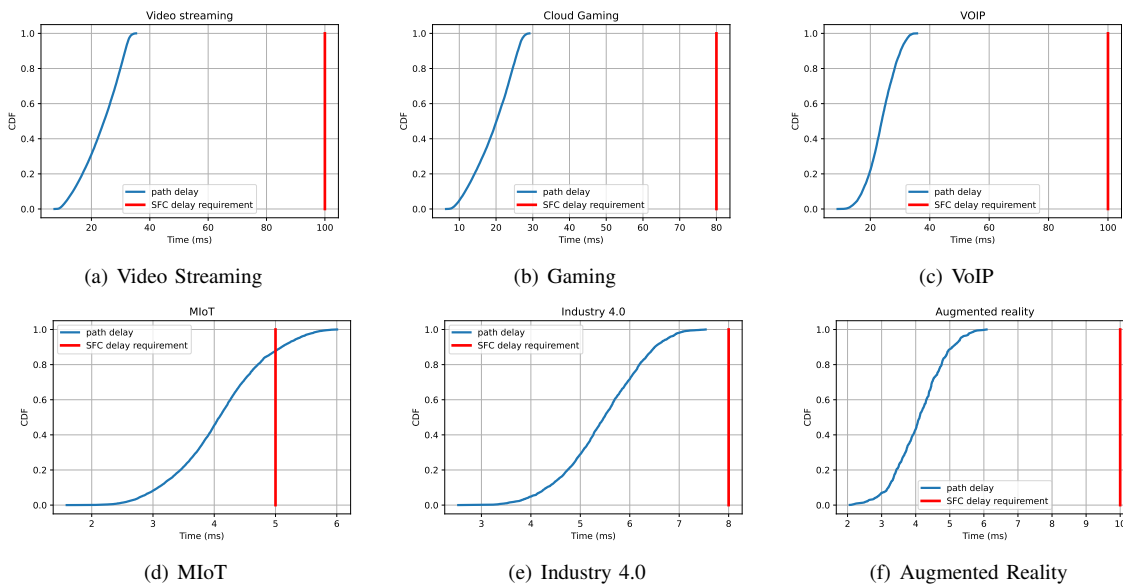 Video streaming
1.0
0.8
0.6
0.4
0.2
0.0
CDF
path delay
SFC delay requirement
20 40 60 80 100
Time (ms)
(a) Video Streaming
Cloud Gaming
1.0
0.8
0.6
0.4
0.2
0.0
CDF
path delay
SFC delay requirement
10 20 30 40 50 60 70 80
Time (ms)
(b) Gaming
VOIP
1.0
0.8
0.6
0.4
0.2
0.0
CDF
path delay
SFC delay requirement
20 40 60 80 100
Time (ms)
(c) VoIP
MIoT
path delay
SFC delay requirement
1.0
0.8
0.6
0.4
0.2
0.0
CDF
2 3 4 5 6
Time (ms)
(d) MIoT
Industry 4.0
path delay
SFC delay requirement
1.0
0.8
0.6
0.4
0.2
0.0
CDF
3 4 5 6 7 8
Time (ms)
(e) Industry 4.0
Augmented reality
1.0
0.8
0.6
0.4
0.2
0.0
CDF
path delay
SFC delay requirement
2 3 4 5 6 7 8 9 10
Time (ms)
(f) Augmented Reality